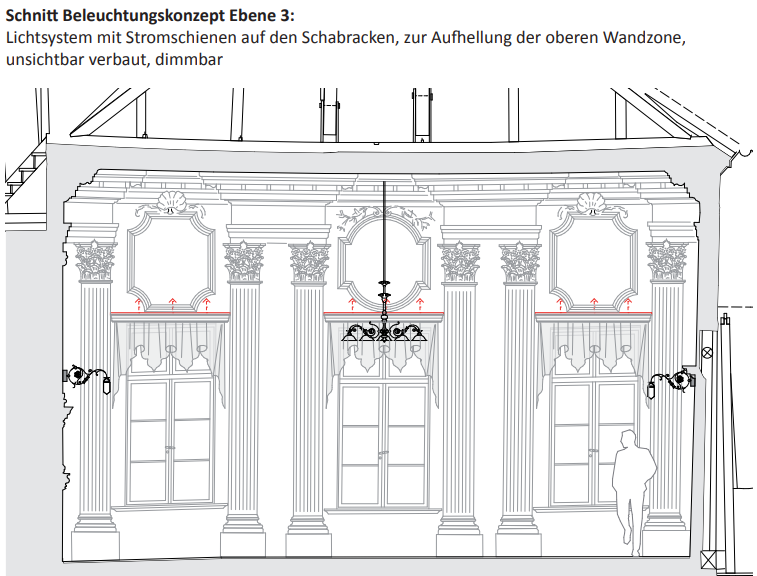 Schnitt Beleuchtungskonzept Ebene 3:
Lichtsystem mit Stromschienen auf den Schabracken, zur Aufhellung der oberen Wandzone,
unsichtbar verbaut, dimmbar